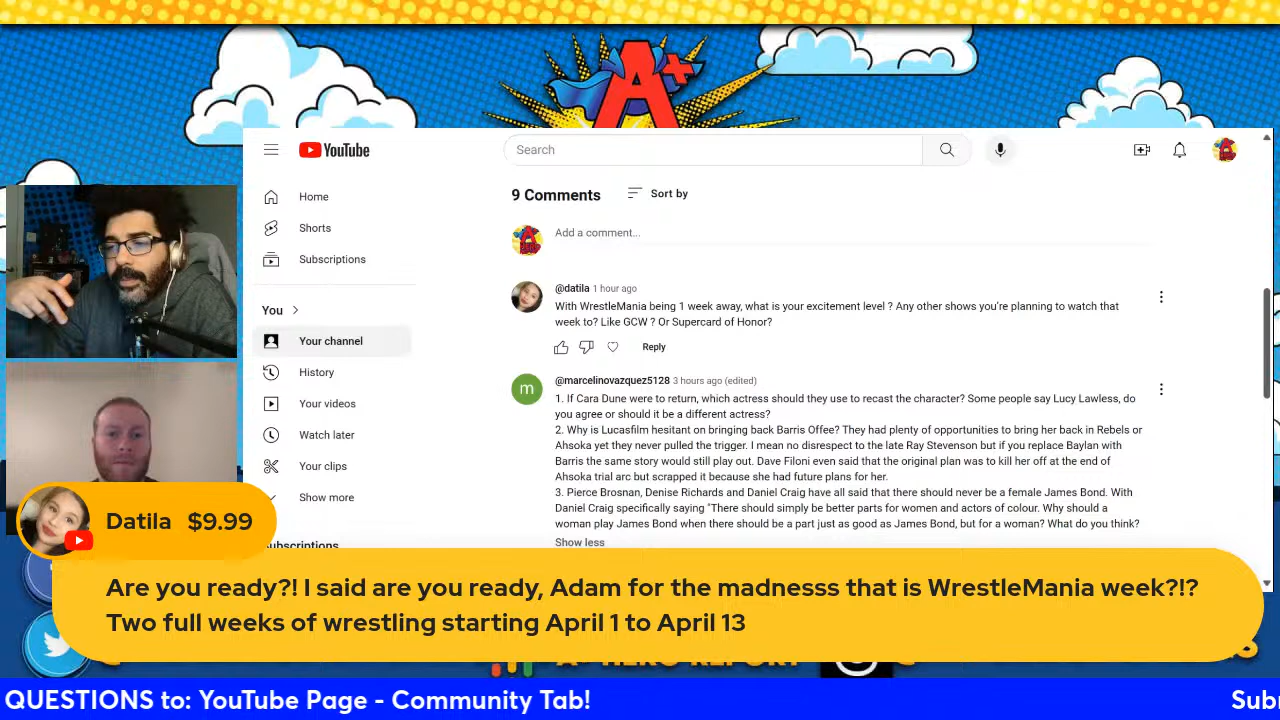 A+
YouTube
Search
Home
Shorts
Subscriptions
You
Your channel
History
Your videos
Watch later
Your clips
Show more
Subscriptions
9 Comments
Sort by
Add a comment...
@datila 1 hour ago
With WrestleMania being 1 week away, what is your excitement level ? Any other shows you're planning to watch that
week to? Like GCW ? Or Supercard of Honor?
Reply
m
@marcelinovazquez5128 3 hours ago (edited)
1. If Cara Dune were to return, which actress should they use to recast the character? Some people say Lucy Lawless, do
you agree or should it be a different actress?
2. Why is Lucasfilm hesitant on bringing back Barris Offee? They had plenty of opportunities to bring her back in Rebels or
Ahsoka yet they never pulled the trigger. I mean no disrespect to the late Ray Stevenson but if you replace Baylan with
Barris the same story would still play out. Dave Filoni even said that the original plan was to kill her off at the end of
Ahsoka trial arc but scrapped it because she had future plans for her.
3. Pierce Brosnan, Denise Richards and Daniel Craig have all said that there should never be a female James Bond. With
Daniel Craig specifically saying "There should simply be better parts for women and actors of colour. Why should a
woman play James Bond when there should be a part just as good as James Bond, but for a woman? What do you think?
Show less
Datila $9.99
Are you ready?! I said are you ready, Adam for the madnesss that is WrestleMania week?!?
Two full weeks of wrestling starting April 1 to April 13
A+ HERO REPORT
QUESTIONS to: YouTube Page - Community Tab!
Subm